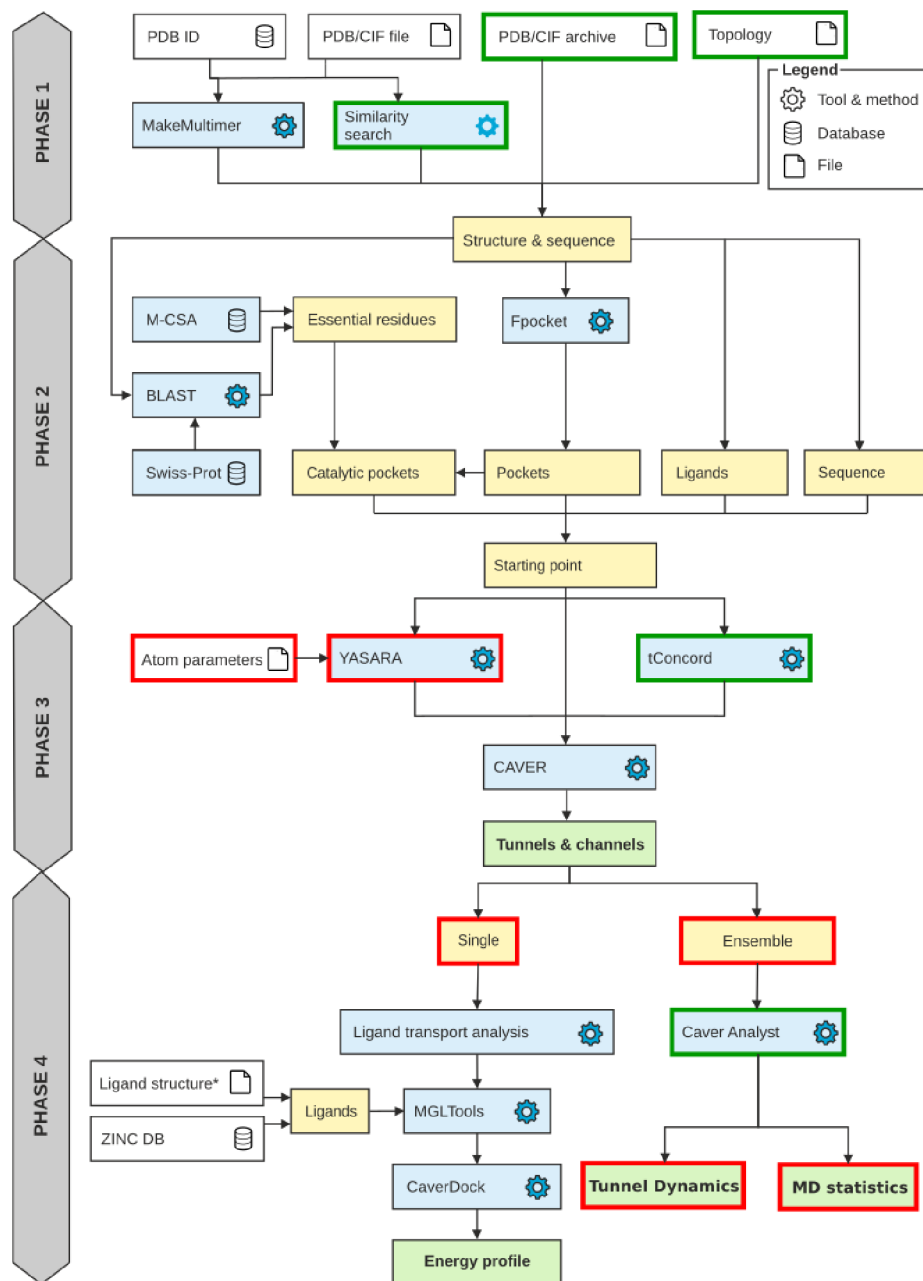 PHASE 1
PDB ID
PDB/CIF file
PDB/CIF archive
Topology
Legend
Tool & method
Database
File
MakeMultimer
Similarity
search
PHASE 2
Structure & sequence
M-CSA
Essential residues
Fpocket
BLAST
Swiss-Prot
Catalytic pockets
Pockets
Ligands
Sequence
Starting point
PHASE 3
Atom parameters
YASARA
tConcord
CAVER
Tunnels & channels
PHASE 4
Single
Ensemble
Ligand transport analysis
Caver Analyst
Ligand structure*
ZINC DB
Ligands
MGLTools
CaverDock
Tunnel Dynamics
MD statistics
Energy profile